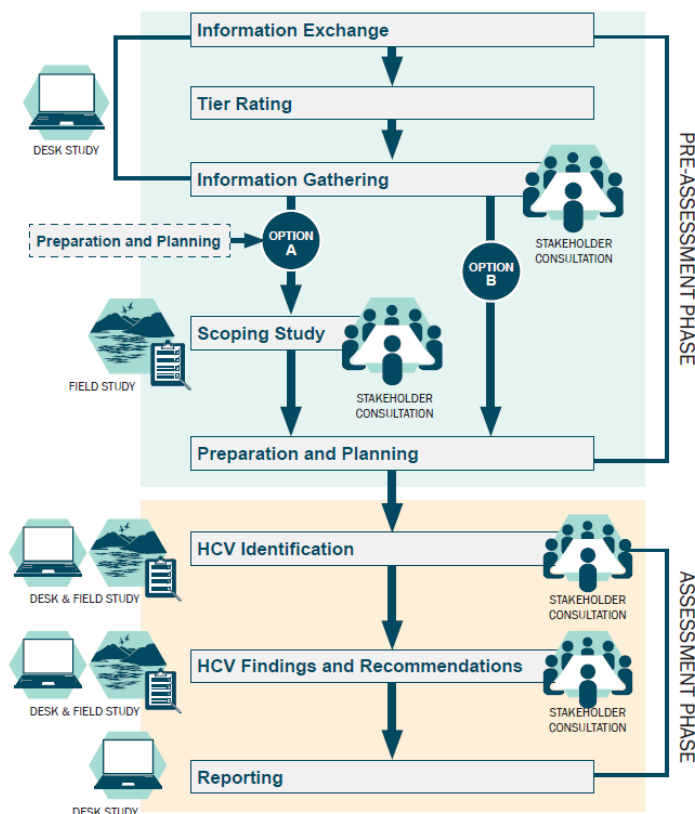 Information Exchange
Tier Rating
DESK STUDY
Information Gathering
OPTION
A
Preparation and Planning
OPTION
B
STAKEHOLDER
CONSULTATION
PRE-ASSESSMENT PHASE
Scoping Study
FIELD STUDY
STAKEHOLDER
CONSULTATION
Preparation and Planning
HCV Identification
DESK & FIELD STUDY
STAKEHOLDER
CONSULTATION
ASSESSMENT PHASE
HCV Findings and Recommendations
DESK & FIELD STUDY
STAKEHOLDER
CONSULTATION
Reporting
DESK STUDY